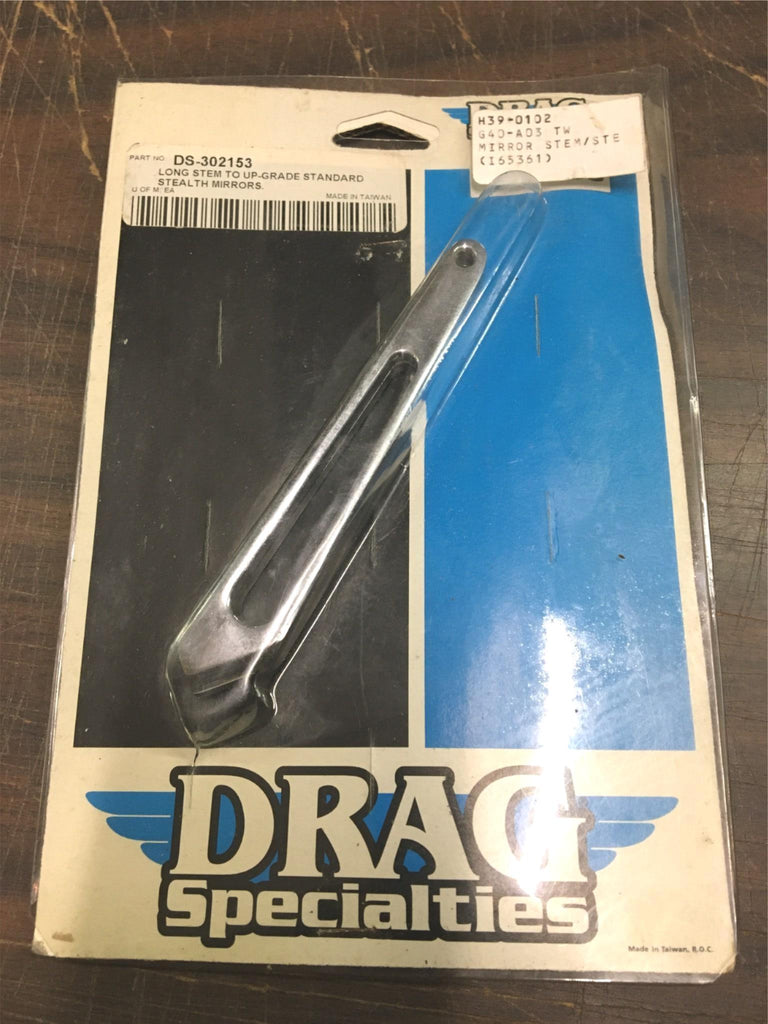 DRAG
H39-0102
G40-A03 TW
MIRROR STEM/STE
(I65361)
PART NO. DS-302153
LONG STEM TO UP-GRADE STANDARD
STEALTH MIRRORS.
U OF M: EA
MADE IN TAIWAN
DRAG
Specialties
Made in Taiwan, R.O.C.